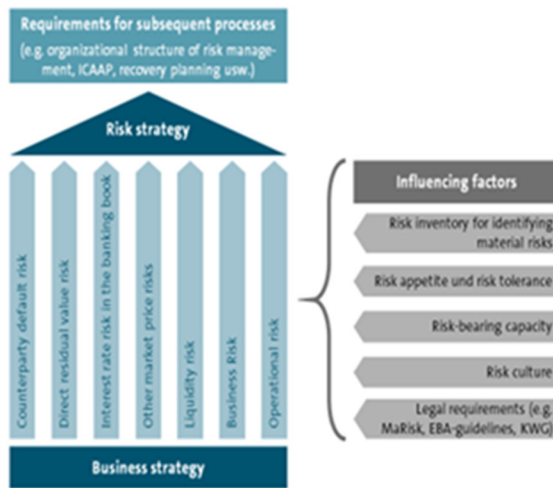 Requirements for subsequent processes
(e.g. organizational structure of risk manage-
ment, ICAAP, recovery planning usw.)
Risk strategy
Counterparty default risk
Direct residual value risk
Interest rate risk in the banking book
Other market price risks
Liquidity risk
Business Risk
Operational risk
Business strategy
Influencing factors
Risk inventory for identifying
material risks
Risk appetite und risk tolerance
Risk-bearing capacity
Risk culture
Legal requirements (e.g.
MaRisk, EBA-guidelines, KWG)